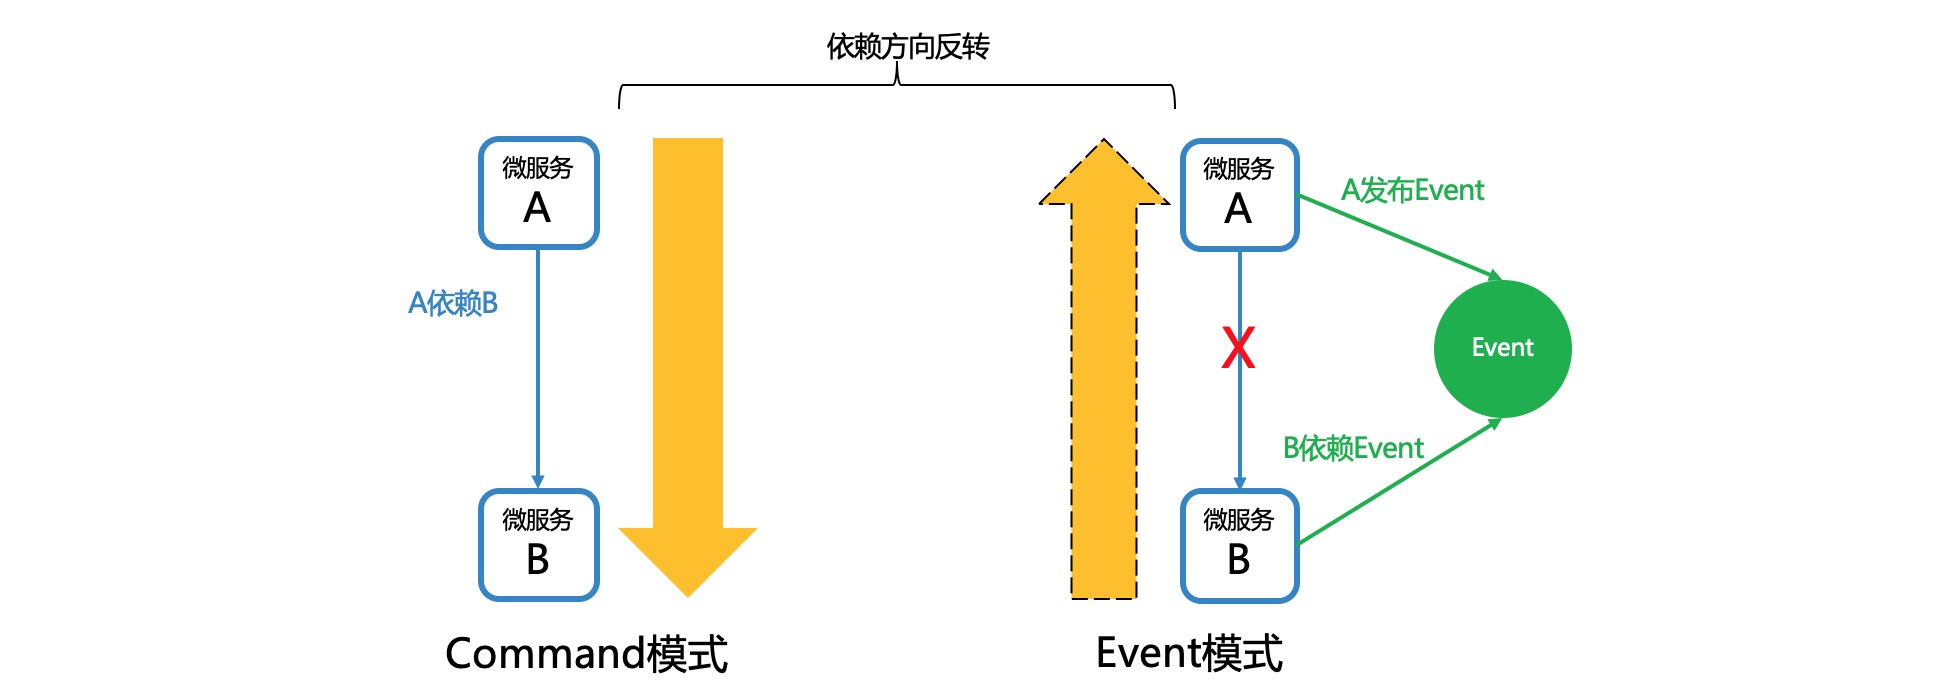 依赖方向反转
微服务
A
A依赖B
微服务
B
Command模式
微服务
A
A发布Event
X
Event
B依赖Event
微服务
B
Event模式